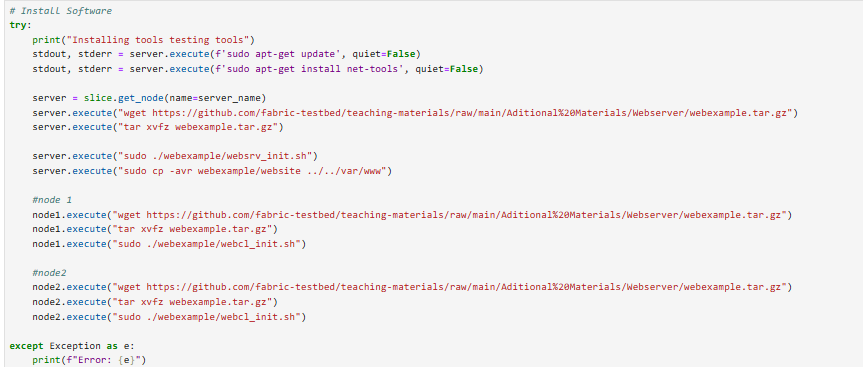 # Install Software
try:
    print("Installing tools testing tools")
    stdout, stderr = server.execute(f'sudo apt-get update', quiet=False)
    stdout, stderr = server.execute(f'sudo apt-get install net-tools', quiet=False)

    server = slice.get_node(name=server_name)
    server.execute("wget https://github.com/fabric-testbed/teaching-materials/raw/main/Aditional%20Materials/Webserver/webexample.tar.gz")
    server.execute("tar xvfz webexample.tar.gz")

    server.execute("sudo ./webexample/websrv_init.sh")
    server.execute("sudo cp -avr webexample/website ../../var/www")

    #node 1
    node1.execute("wget https://github.com/fabric-testbed/teaching-materials/raw/main/Aditional%20Materials/Webserver/webexample.tar.gz")
    node1.execute("tar xvfz webexample.tar.gz")
    node1.execute("sudo ./webexample/webcl_init.sh")

    #node2
    node2.execute("wget https://github.com/fabric-testbed/teaching-materials/raw/main/Aditional%20Materials/Webserver/webexample.tar.gz")
    node2.execute("tar xvfz webexample.tar.gz")
    node2.execute("sudo ./webexample/webcl_init.sh")

except Exception as e:
    print(f"Error: {e}")